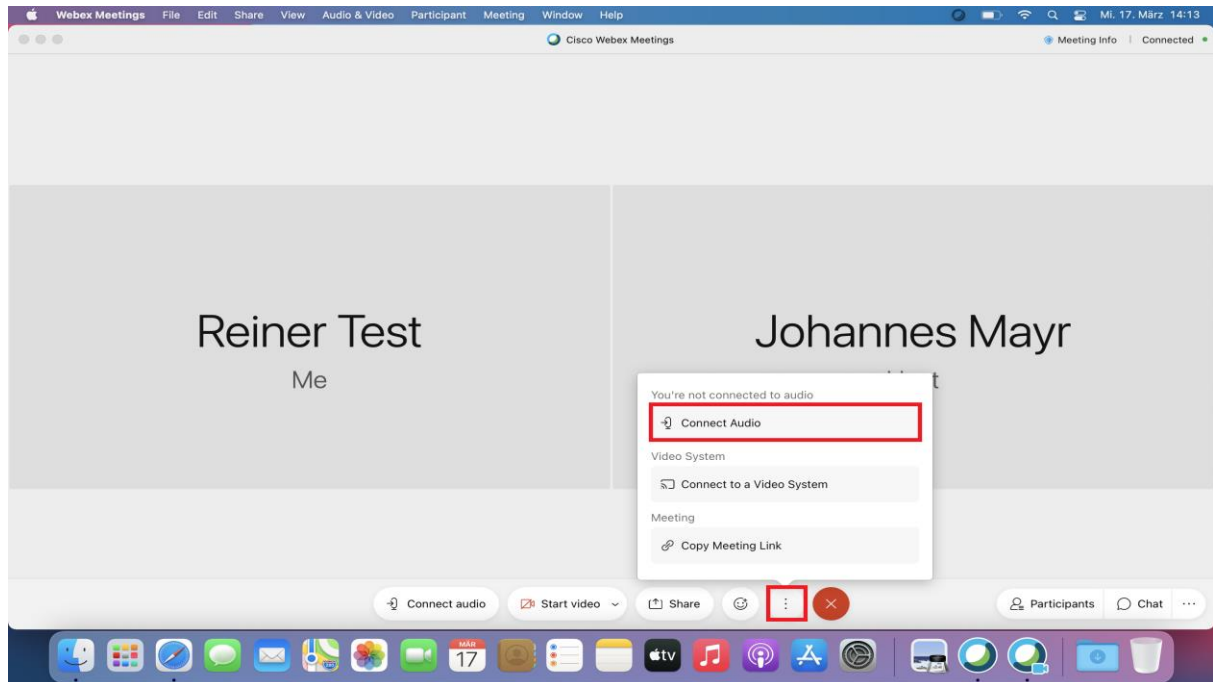 Webex Meetings File Edit Share View Audio & Video Participant Meeting Window Help Mi. 17. März 14:13
Cisco Webex Meetings Meeting Info Connected
Reiner Test
Me
Johannes Mayr
You're not connected to audio
Connect Audio
Video System
Connect to a Video System
Meeting
Copy Meeting Link
Connect audio Start video Share Participants Chat
MÄR
17
tv